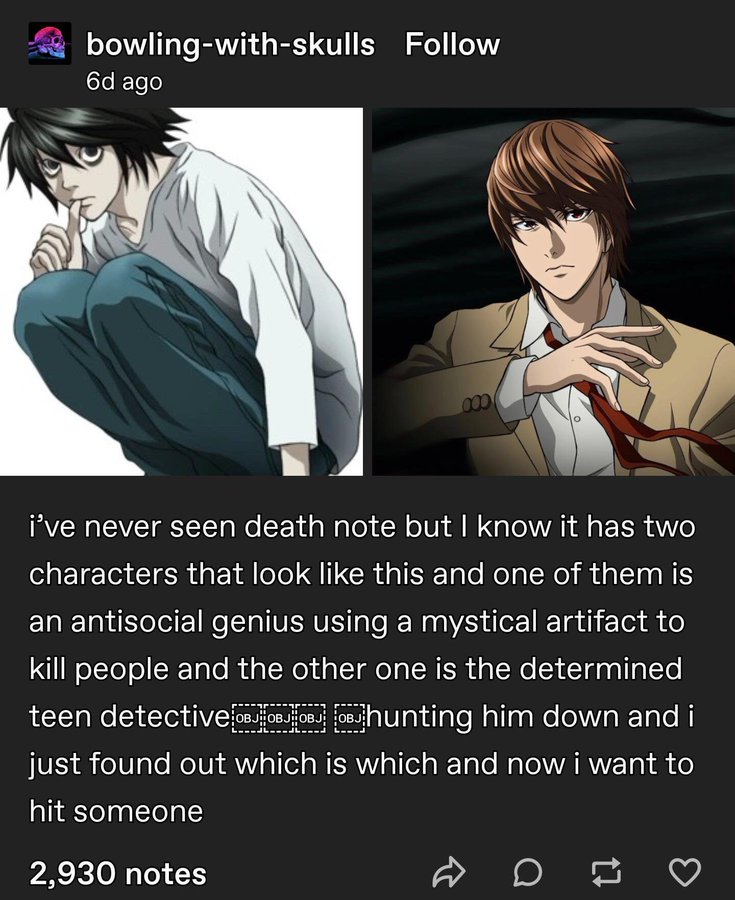 bowling-with-skulls Follow
6d ago
i’ve never seen death note but I know it has two
characters that look like this and one of them is
an antisocial genius using a mystical artifact to
kill people and the other one is the determined
teen detective￼￼￼ ￼hunting him down and i
just found out which is which and now i want to
hit someone
2,930 notes